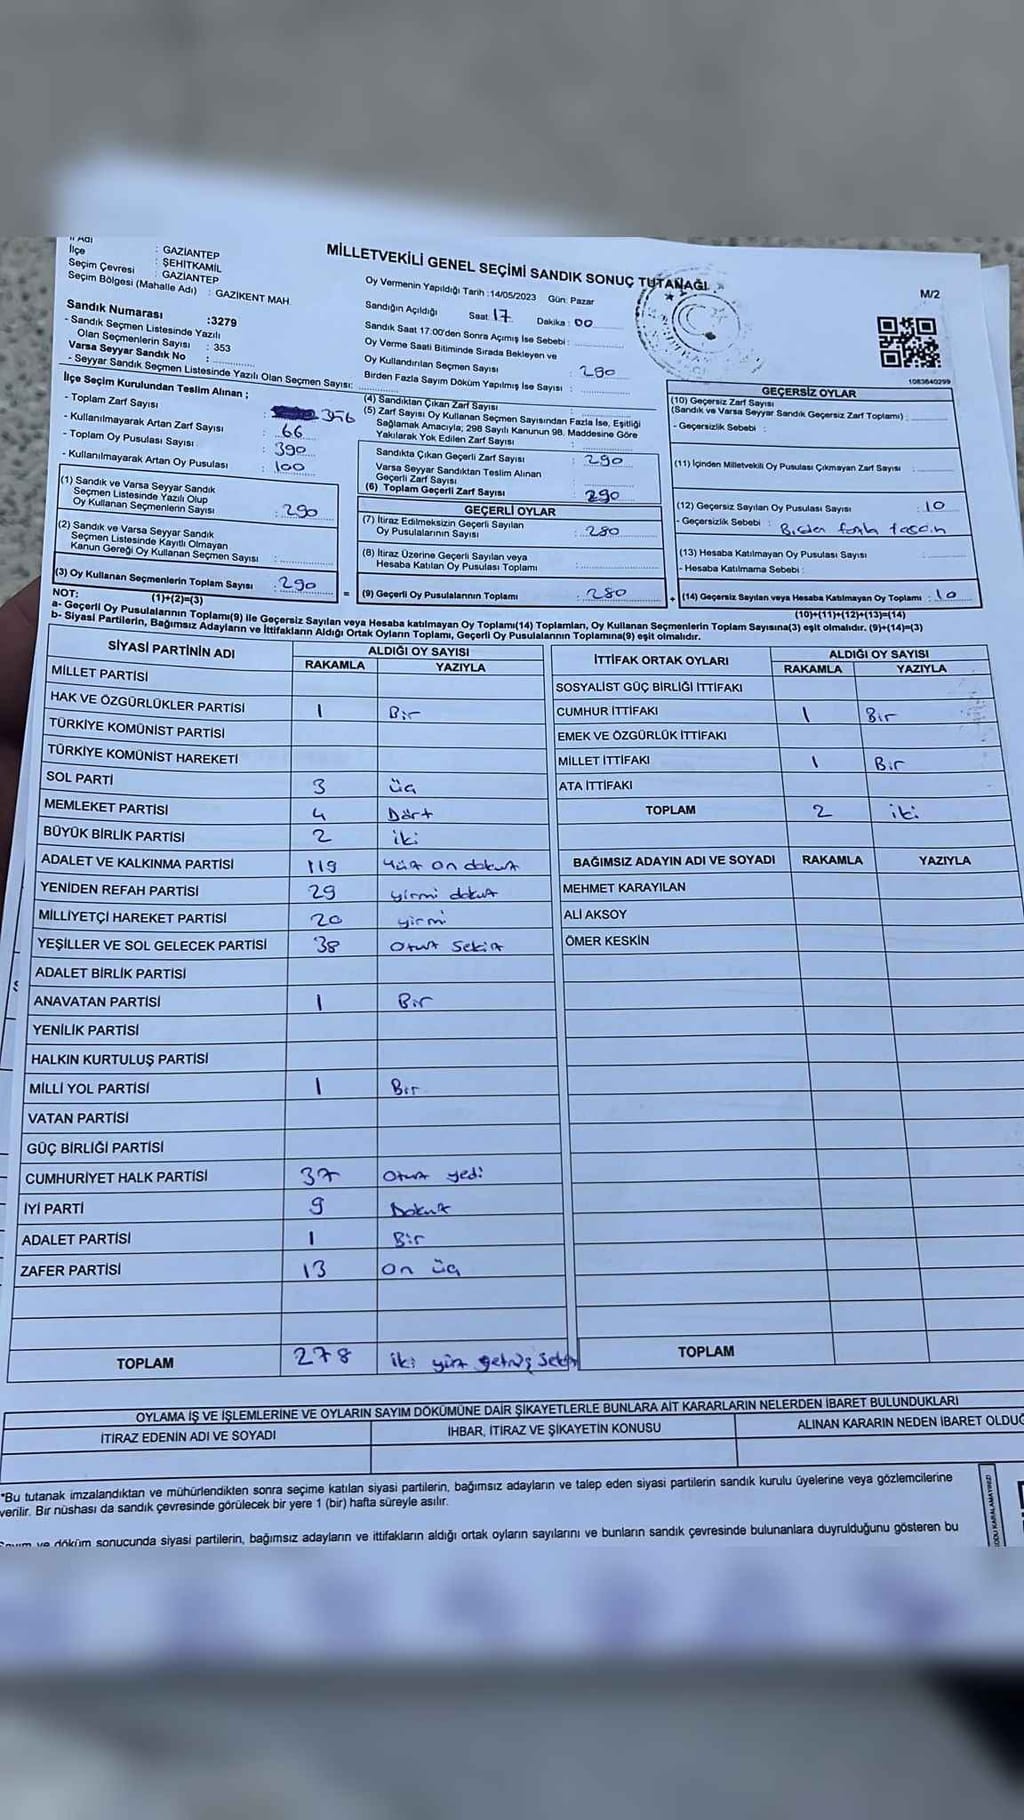 İl Adı
İlçe : GAZİANTEP
Seçim Çevresi : ŞEHİTKAMİL
Seçim Bölgesi (Mahalle Adı) : GAZİANTEP
: GAZİKENT MAH.
MİLLETVEKİLİ GENEL SEÇİMİ SANDIK SONUÇ TUTANAĞI
M/2
1083640299
Sandık Numarası :3279
- Sandık Seçmen Listesinde Yazılı
Olan Seçmenlerin Sayısı : 353
Varsa Seyyar Sandık No :
- Seyyar Sandık Seçmen Listesinde Yazılı Olan Seçmen Sayısı:
Oy Vermenin Yapıldığı Tarih :14/05/2023 Gün: Pazar
Sandığın Açıldığı Saat: 17 Dakika : 00
Sandık Saat 17:00'den Sonra Açımış İse Sebebi :
Oy Verme Saati Bitiminde Sırada Bekleyen ve
Oy Kullandırılan Seçmen Sayısı : 290
Birden Fazla Sayım Döküm Yapılmış İse Sayısı :
İlçe Seçim Kurulundan Teslim Alınan ;
- Toplam Zarf Sayısı : 356
- Kullanılmayarak Artan Zarf Sayısı : 66
- Toplam Oy Pusulası Sayısı : 390
- Kullanılmayarak Artan Oy Pusulası : 100
(1) Sandık ve Varsa Seyyar Sandık
Seçmen Listesinde Yazılı Olup
Oy Kullanan Seçmenlerin Sayısı : 290
(2) Sandık ve Varsa Seyyar Sandık
Seçmen Listesinde Kayıtlı Olmayan
Kanun Gereği Oy Kullanan Seçmen Sayısı :
(3) Oy Kullanan Seçmenlerin Toplam Sayısı : 290
(1)+(2)=(3)
(4) Sandıktan Çıkan Zarf Sayısı
(5) Zarf Sayısı Oy Kullanan Seçmen Sayısından Fazla İse, Eşitliği
Sağlamak Amacıyla; 298 Sayılı Kanunun 98. Maddesine Göre
Yakılarak Yok Edilen Zarf Sayısı
Sandıkta Çıkan Geçerli Zarf Sayısı : 290
Varsa Seyyar Sandıktan Teslim Alınan
Geçerli Zarf Sayısı
(6) Toplam Geçerli Zarf Sayısı : 290
GEÇERLİ OYLAR
(7) İtiraz Edilmeksizin Geçerli Sayılan
Oy Pusulalarının Sayısı : 280
(8) İtiraz Üzerine Geçerli Sayılan veya
Hesaba Katılan Oy Pusulası Toplamı
= (9) Geçerli Oy Pusulalarının Toplamı : 280
GEÇERSİZ OYLAR
(10) Geçersiz Zarf Sayısı
(Sandık ve Varsa Seyyar Sandık Geçersiz Zarf Toplamı) :
- Geçersizlik Sebebi :
(11) İçinden Milletvekili Oy Pusulası Çıkmayan Zarf Sayısı :
(12) Geçersiz Sayılan Oy Pusulası Sayısı : 10
- Geçersizlik Sebebi : Birden fazla
(13) Hesaba Katılmayan Oy Pusulası Sayısı :
- Hesaba Katılmama Sebebi :
+ (14) Geçersiz Sayılan veya Hesaba Katılmayan Oy Toplamı : 10
(10)+(11)+(12)+(13)=(14)
NOT:
a- Geçerli Oy Pusulalarının Toplamı(9) İle Geçersiz Sayılan veya Hesaba katılmayan Oy Toplamı(14) Toplamları, Oy Kullanan Seçmenlerin Toplam Sayısına(3) eşit olmalıdır. (9)+(14)=(3)
b- Siyasi Partilerin, Bağımsız Adayların ve İttifakların Aldığı Ortak Oyların Toplamı, Geçerli Oy Pusulalarının Toplamına(9) eşit olmalıdır.
SİYASİ PARTİNİN ADI ALDIĞI OY SAYISI
RAKAMLA YAZIYLA
MİLLET PARTİSİ
HAK VE ÖZGÜRLÜKLER PARTİSİ 1 Bir
TÜRKİYE KOMÜNİST PARTİSİ
TÜRKİYE KOMÜNİST HAREKETİ
SOL PARTİ 3 üç
MEMLEKET PARTİSİ 4 Dört
BÜYÜK BİRLİK PARTİSİ 2 iki
ADALET VE KALKINMA PARTİSİ 119 Yüz on dokuz
YENİDEN REFAH PARTİSİ 29 yirmi dokuz
MİLLİYETÇİ HAREKET PARTİSİ 20 yirmi
YEŞİLLER VE SOL GELECEK PARTİSİ 38 Otuz Sekiz
ADALET BİRLİK PARTİSİ
ANAVATAN PARTİSİ 1 Bir
YENİLİK PARTİSİ
HALKIN KURTULUŞ PARTİSİ
MİLLİ YOL PARTİSİ 1 Bir
VATAN PARTİSİ
GÜÇ BİRLİĞİ PARTİSİ
CUMHURİYET HALK PARTİSİ 37 Otuz yedi
İYİ PARTİ 9 Dokuz
ADALET PARTİSİ 1 Bir
ZAFER PARTİSİ 13 On üç
TOPLAM 278 iki yüz yetmiş sekiz
İTTİFAK ORTAK OYLARI ALDIĞI OY SAYISI
RAKAMLA YAZIYLA
SOSYALİST GÜÇ BİRLİĞİ İTTİFAKI
CUMHUR İTTİFAKI 1 Bir
EMEK VE ÖZGÜRLÜK İTTİFAKI
MİLLET İTTİFAKI 1 Bir
ATA İTTİFAKI
TOPLAM 2 iki
BAĞIMSIZ ADAYIN ADI VE SOYADI RAKAMLA YAZIYLA
MEHMET KARAYILAN
ALİ AKSOY
ÖMER KESKİN
TOPLAM
OYLAMA İŞ VE İŞLEMLERİNE VE OYLARIN SAYIM DÖKÜMÜNE DAİR ŞİKAYETLERLE BUNLARA AİT KARARLARIN NELERDEN İBARET BULUNDUKLARI
İTİRAZ EDENİN ADI VE SOYADI İHBAR, İTİRAZ VE ŞİKAYETİN KONUSU ALINAN KARARIN NEDEN İBARET OLDUĞ
*Bu tutanak imzalandıktan ve mühürlendikten sonra seçime katılan siyasi partilerin, bağımsız adayların ve talep eden siyasi partilerin sandık kurulu üyelerine veya gözlemcilerine
verilir. Bir nüshası da sandık çevresinde görülecek bir yere 1 (bir) hafta süreyle asılır.
ve döküm sonucunda siyasi partilerin, bağımsız adayların ve ittifakların aldığı ortak oyların sayılarını ve bunların sandık çevresinde bulunanlara duyrulduğunu gösteren bu